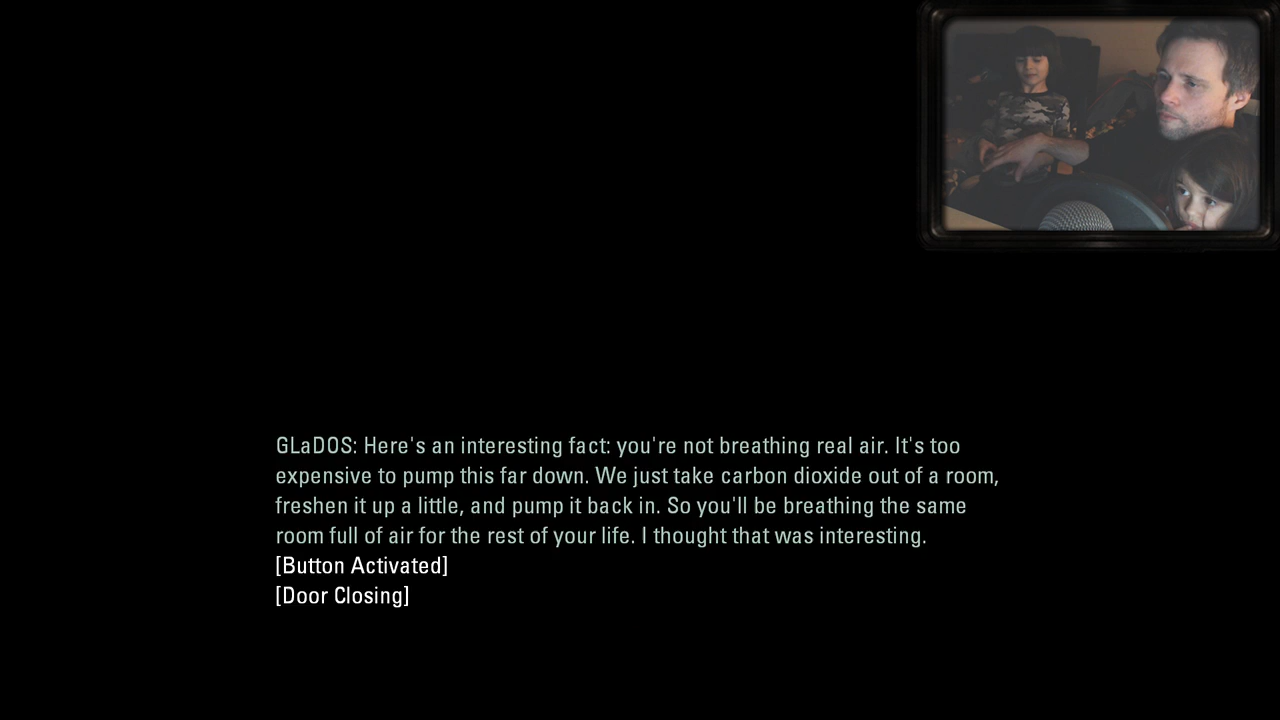 GLaDOS: Here's an interesting fact: you're not breathing real air. It's too
expensive to pump this far down. We just take carbon dioxide out of a room,
freshen it up a little, and pump it back in. So you'll be breathing the same
room full of air for the rest of your life. I thought that was interesting.
[Button Activated]
[Door Closing]